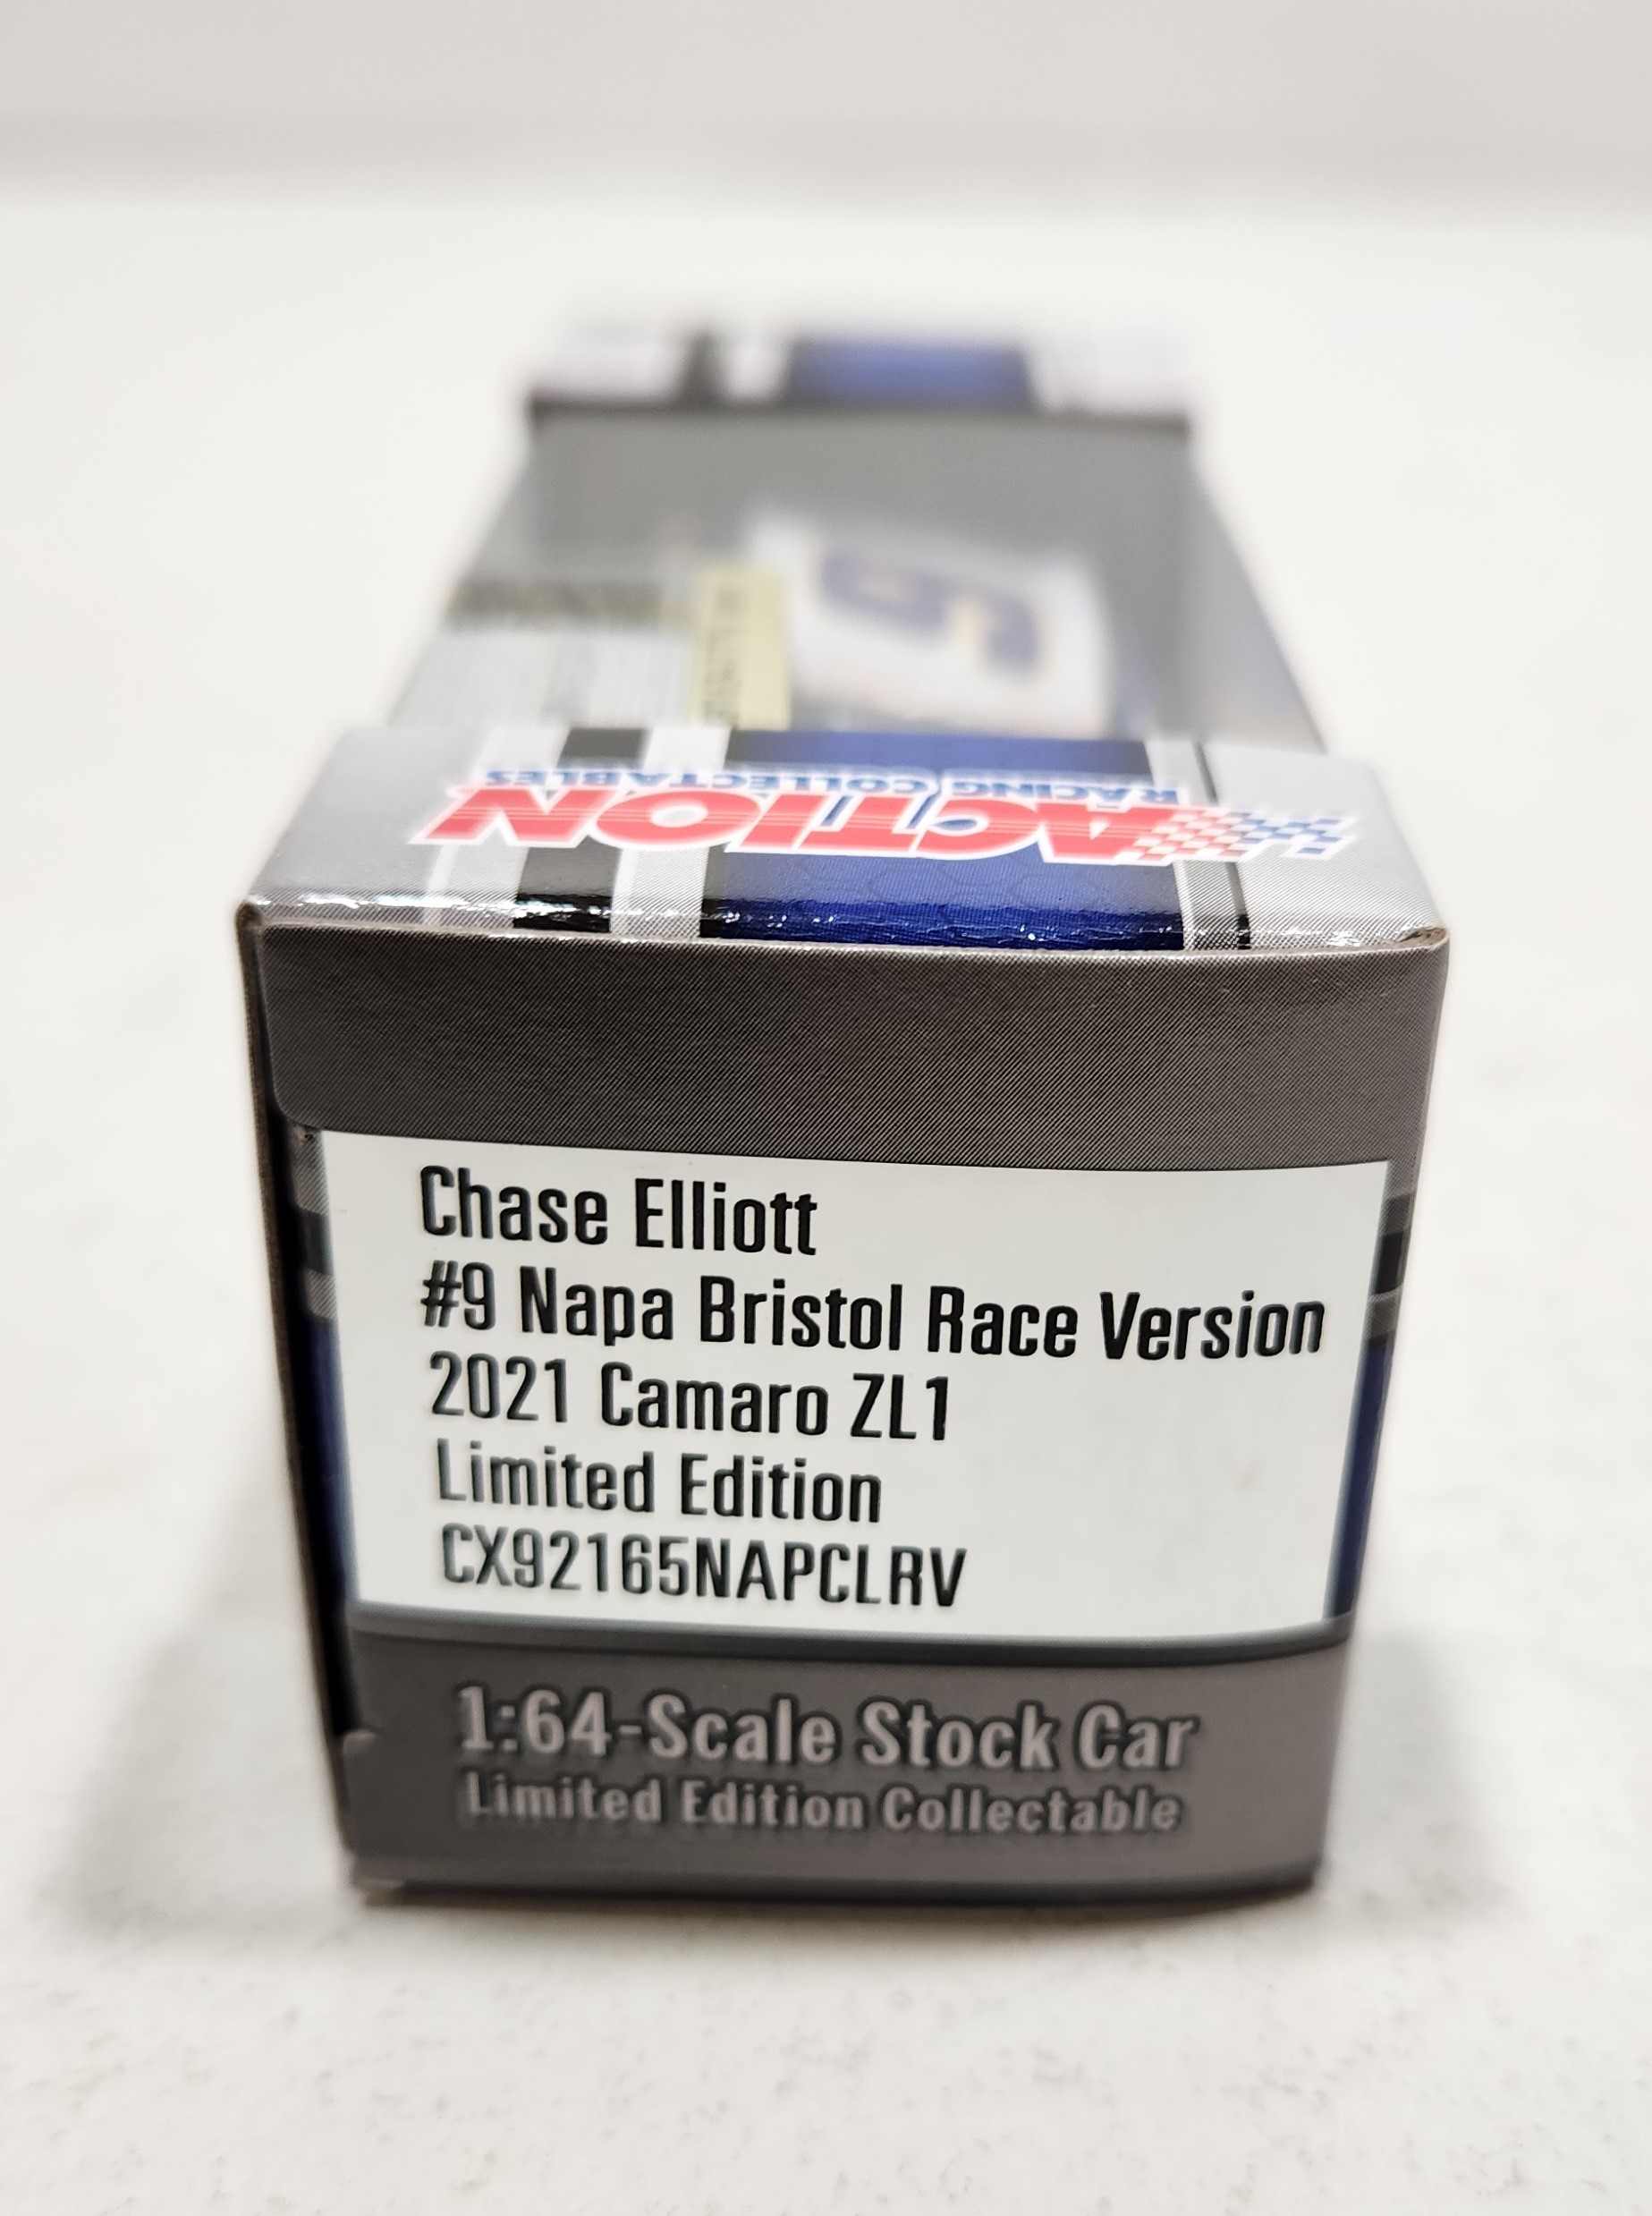 ACTION
RACING COLLECTABLES
Chase Elliott
#9 Napa Bristol Race Version
2021 Camaro ZL1
Limited Edition
CX92165NAPCLRV
1:64-Scale Stock Car
Limited Edition Collectable